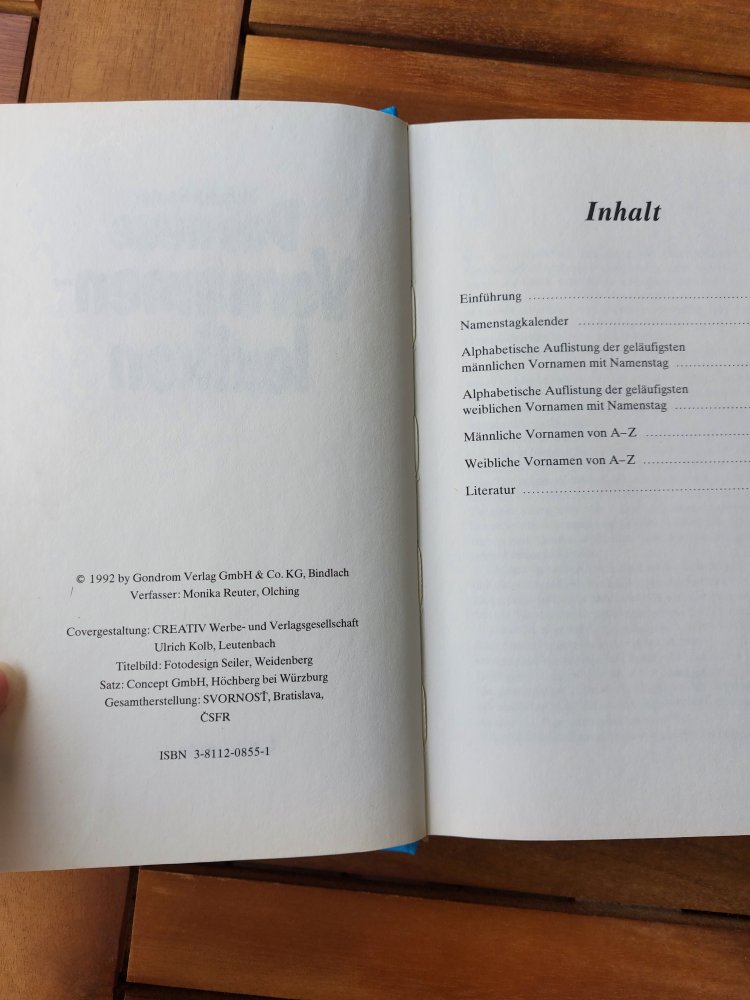 © 1992 by Gondrom Verlag GmbH & Co. KG, Bindlach
Verfasser: Monika Reuter, Olching
Covergestaltung: CREATIV Werbe- und Verlagsgesellschaft
Ulrich Kolb, Leutenbach
Titelbild: Fotodesign Seiler, Weidenberg
Satz: Concept GmbH, Höchberg bei Würzburg
Gesamtherstellung: SVORNOSŤ, Bratislava,
ČSFR
ISBN 3-8112-0855-1
Inhalt
Einführung ........................
Namenstagkalender ........................
Alphabetische Auflistung der geläufigsten
männlichen Vornamen mit Namenstag ..........
Alphabetische Auflistung der geläufigsten
weiblichen Vornamen mit Namenstag ..........
Männliche Vornamen von A–Z ................
Weibliche Vornamen von A–Z ................
Literatur ........................